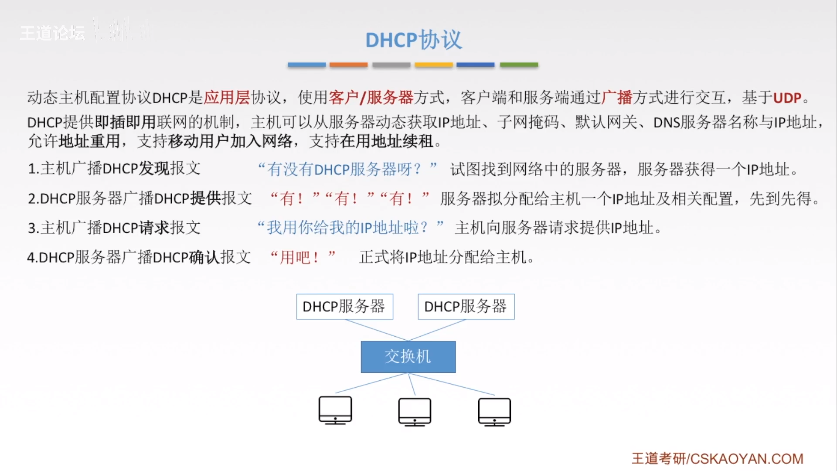 王道论坛
DHCP协议
动态主机配置协议DHCP是应用层协议，使用客户/服务器方式，客户端和服务端通过广播方式进行交互，基于UDP。
DHCP提供即插即用联网的机制，主机可以从服务器动态获取IP地址、子网掩码、默认网关、DNS服务器名称与IP地址，
允许地址重用，支持移动用户加入网络，支持在用地址续租。
1.主机广播DHCP发现报文 “有没有DHCP服务器呀？” 试图找到网络中的服务器，服务器获得一个IP地址。
2.DHCP服务器广播DHCP提供报文 “有！”“有！”“有！” 服务器拟分配给主机一个IP地址及相关配置，先到先得。
3.主机广播DHCP请求报文 “我用你给我的IP地址啦？” 主机向服务器请求提供IP地址。
4.DHCP服务器广播DHCP确认报文 “用吧！” 正式将IP地址分配给主机。
DHCP服务器 DHCP服务器
交换机
王道考研/CSKAOYAN.COM